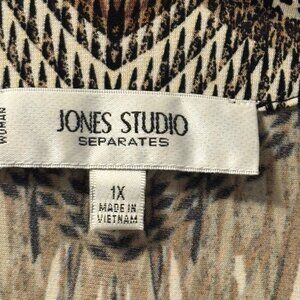 WOMAN
JONES STUDIO
SEPARATES
1X
MADE IN
VIETNAM